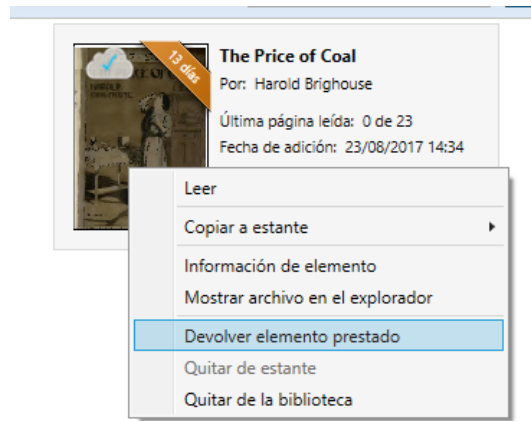 13 días
The Price of Coal
Por: Harold Brighouse
Última página leída: 0 de 23
Fecha de adición: 23/08/2017 14:34
Leer
Copiar a estante
Información de elemento
Mostrar archivo en el explorador
Devolver elemento prestado
Quitar de estante
Quitar de la biblioteca